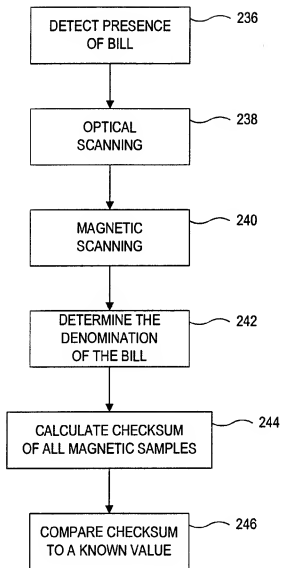 DETECT PRESENCE
OF BILL
236
OPTICAL
SCANNING
238
MAGNETIC
SCANNING
240
DETERMINE THE
DENOMINATION
OF THE BILL
242
CALCULATE CHECKSUM
OF ALL MAGNETIC SAMPLES
244
COMPARE CHECKSUM
TO A KNOWN VALUE
246